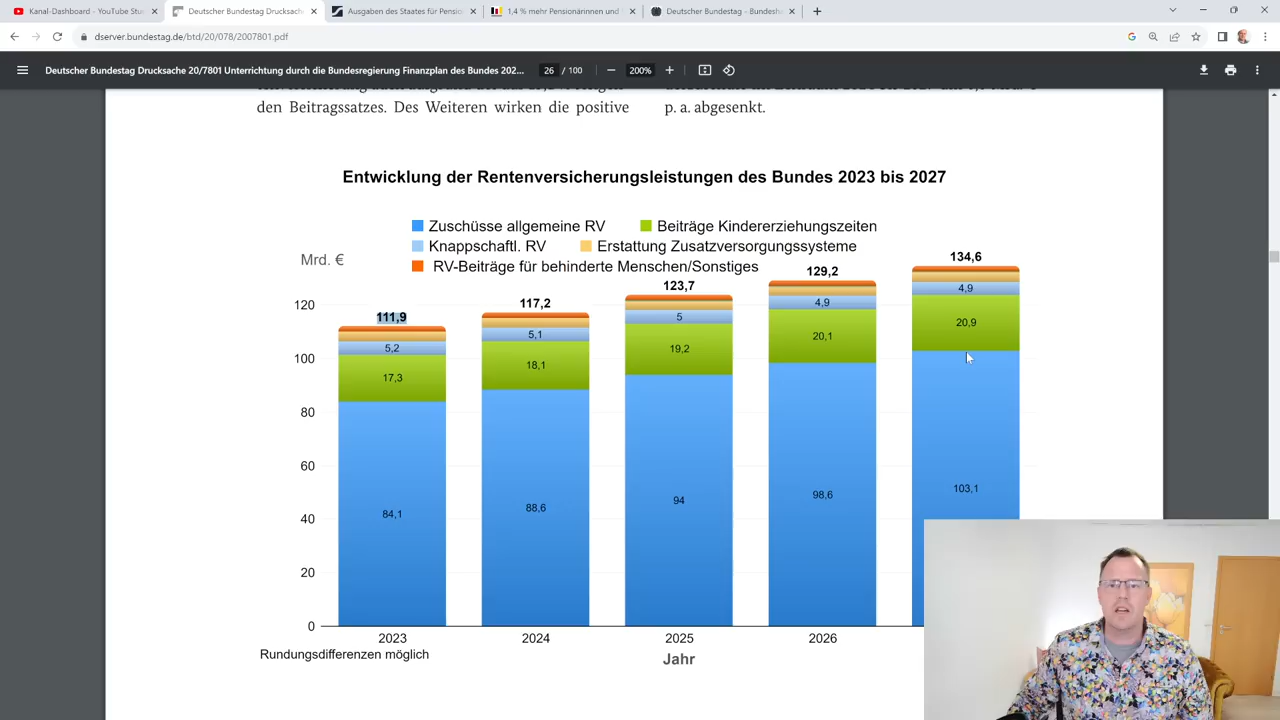 Kanal-Dashboard - YouTube Stu
Deutscher Bundestag Drucksache
Ausgaben des Staates für Pension
1,4 % mehr Pensionärinnen und
Deutscher Bundestag - Bundesha
dserver.bundestag.de/btd/20/078/2007801.pdf
Deutscher Bundestag Drucksache 20/7801 Unterrichtung durch die Bundesregierung Finanzplan des Bundes 202...
26 / 100
200%
den Beitragssatzes. Des Weiteren wirken die positive
p. a. abgesenkt.
Entwicklung der Rentenversicherungsleistungen des Bundes 2023 bis 2027
Zuschüsse allgemeine RV
Beiträge Kindererziehungszeiten
Knappschaftl. RV
Erstattung Zusatzversorgungssysteme
RV-Beiträge für behinderte Menschen/Sonstiges
Mrd. €
111,9
117,2
123,7
129,2
134,6
120
100
80
60
40
20
0
5,2
5,1
5
4,9
4,9
17,3
18,1
19,2
20,1
20,9
84,1
88,6
94
98,6
103,1
2023
2024
2025
2026
Rundungsdifferenzen möglich
Jahr